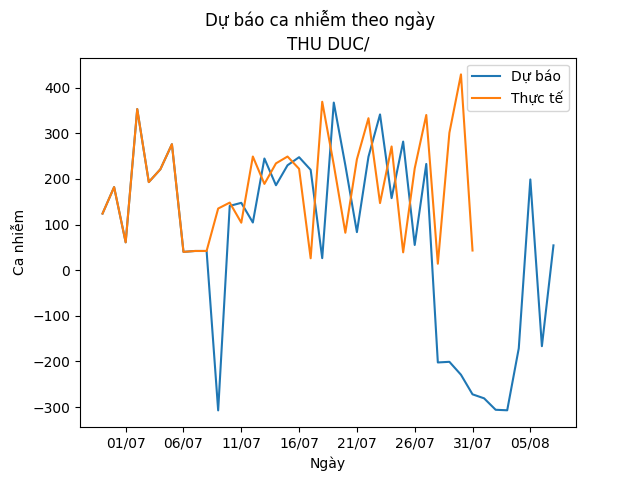 Dự báo ca nhiễm theo ngày
THU DUC/
Dự báo
Thực tế
Ca nhiễm
400
300
200
100
0
−100
−200
−300
01/07 06/07 11/07 16/07 21/07 26/07 31/07 05/08
Ngày